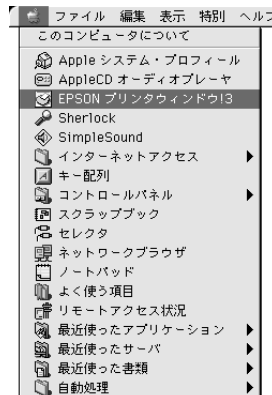 ファイル 編集 表示 特別 ヘルプ
このコンピュータについて
Apple システム・プロフィール
AppleCD オーディオプレーヤ
EPSON プリンタウィンドウ!3
Sherlock
SimpleSound
インターネットアクセス
キー配列
コントロールパネル
スクラップブック
セレクタ
ネットワークブラウザ
ノートパッド
よく使う項目
リモートアクセス状況
最近使ったアプリケーション
最近使ったサーバ
最近使った書類
自動処理